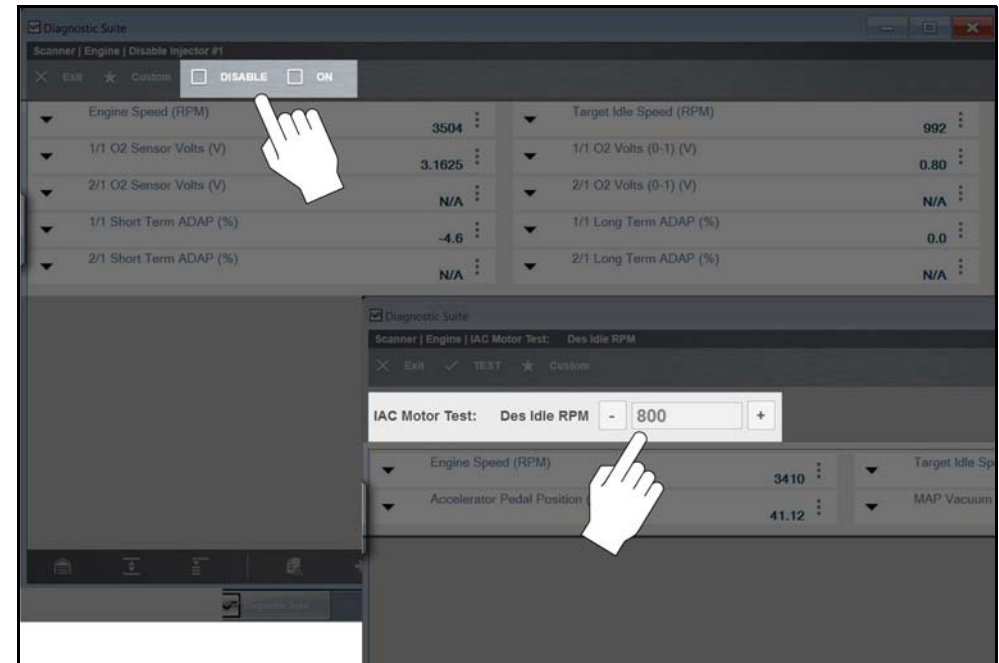 Diagnostic Suite
Scanner | Engine | Disable Injector #1
Exit Custom DISABLE ON
Engine Speed (RPM) 3504 Target Idle Speed (RPM) 992
1/1 O2 Sensor Volts (V) 3.1625 1/1 O2 Volts (0-1) (V) 0.80
2/1 O2 Sensor Volts (V) N/A 2/1 O2 Volts (0-1) (V) N/A
1/1 Short Term ADAP (%) -4.6 1/1 Long Term ADAP (%) 0.0
2/1 Short Term ADAP (%) N/A 2/1 Long Term ADAP (%) N/A
Diagnostic Suite
Scanner | Engine | IAC Motor Test: Des Idle RPM
Exit TEST Custom
IAC Motor Test: Des Idle RPM - 800 +
Engine Speed (RPM) 3410 Target Idle Sp
Accelerator Pedal Position ( 41.12 MAP Vacuum
Diagnostic Suite